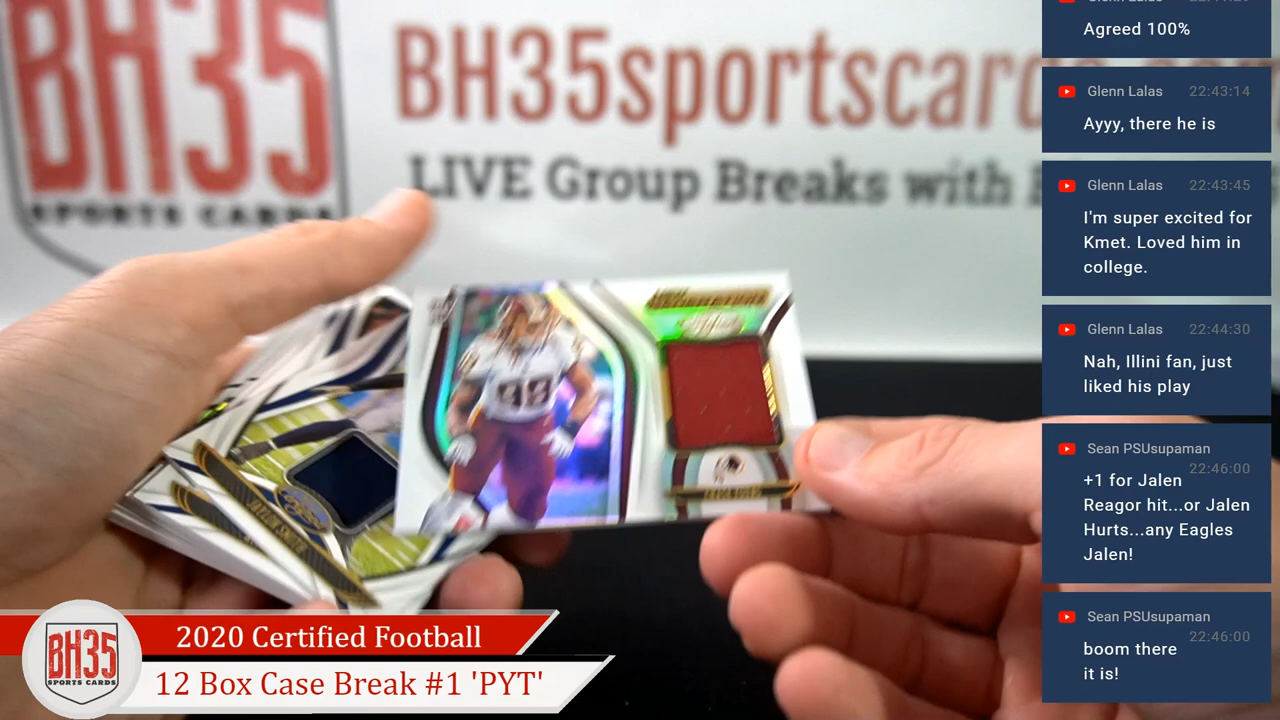 BH35
SPORTS CARDS
BH35sportscard
LIVE Group Breaks with
99
Agreed 100%
Glenn Lalas 22:43:14
Ayyy, there he is
Glenn Lalas 22:43:45
I'm super excited for
Kmet. Loved him in
college.
Glenn Lalas 22:44:30
Nah, Illini fan, just
liked his play
Sean PSUsupaman
22:46:00
+1 for Jalen
Reagor hit...or Jalen
Hurts...any Eagles
Jalen!
Sean PSUsupaman
22:46:00
boom there
it is!
BH35
SPORTS CARDS
2020 Certified Football
12 Box Case Break #1 'PYT'